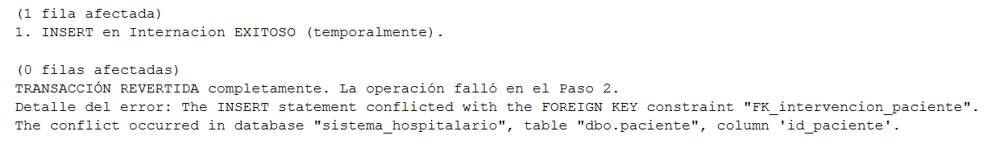 (1 fila afectada)
1. INSERT en Internacion EXITOSO (temporalmente).
(0 filas afectadas)
TRANSACCIÓN REVERTIDA completamente. La operación falló en el Paso 2.
Detalle del error: The INSERT statement conflicted with the FOREIGN KEY constraint "FK_intervencion_paciente".
The conflict occurred in database "sistema_hospitalario", table "dbo.paciente", column 'id_paciente'.